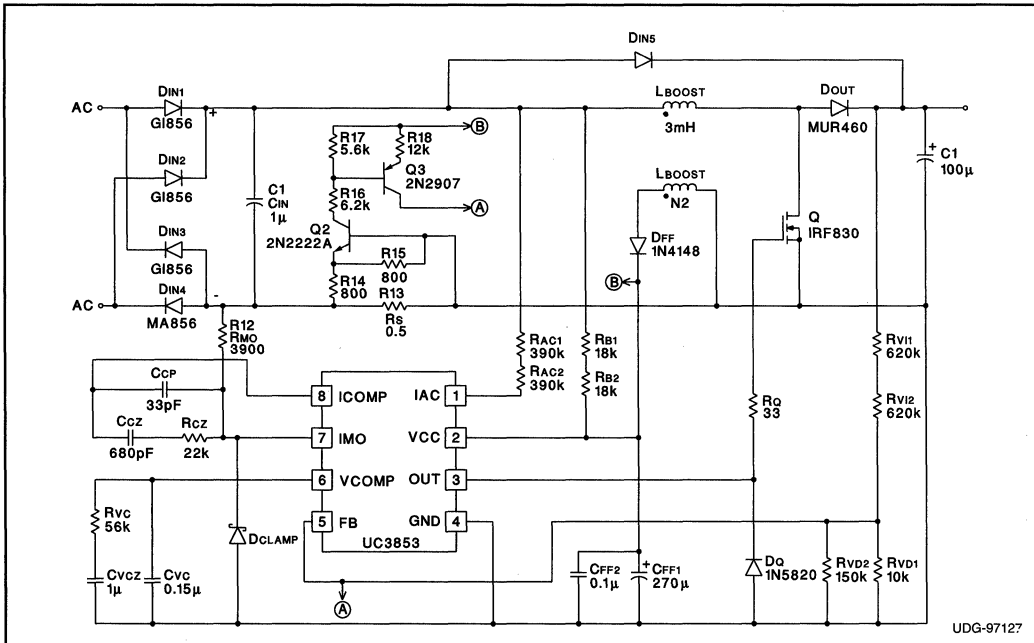 DIN5
AC
DIN1
GI856
+
DIN2
GI856
DIN3
GI856
DIN4
MA856
AC
-
C1
CIN
1µ
R17
5.6k
R18
12k
B
Q3
2N2907
A
R16
6.2k
Q2
2N2222A
R15
800
R14
800
R13
RS
0.5
LBOOST
3mH
DOUT
MUR460
+
C1
100µ
LBOOST
N2
DFF
1N4148
B
Q
IRF830
R12
RMO
3900
RAC1
390k
RAC2
390k
RB1
18k
RB2
18k
RQ
33
RVI1
620k
RVI2
620k
CCP
33pF
CCZ
680pF
RCZ
22k
8 ICOMP
IAC 1
7 IMO
VCC 2
6 VCOMP
OUT 3
5 FB
GND 4
UC3853
RVC
56k
CVCZ
1µ
CVC
0.15µ
DCLAMP
A
CFF2
0.1µ
+
CFF1
270µ
DQ
1N5820
RVD2
150k
RVD1
10k
UDG-97127